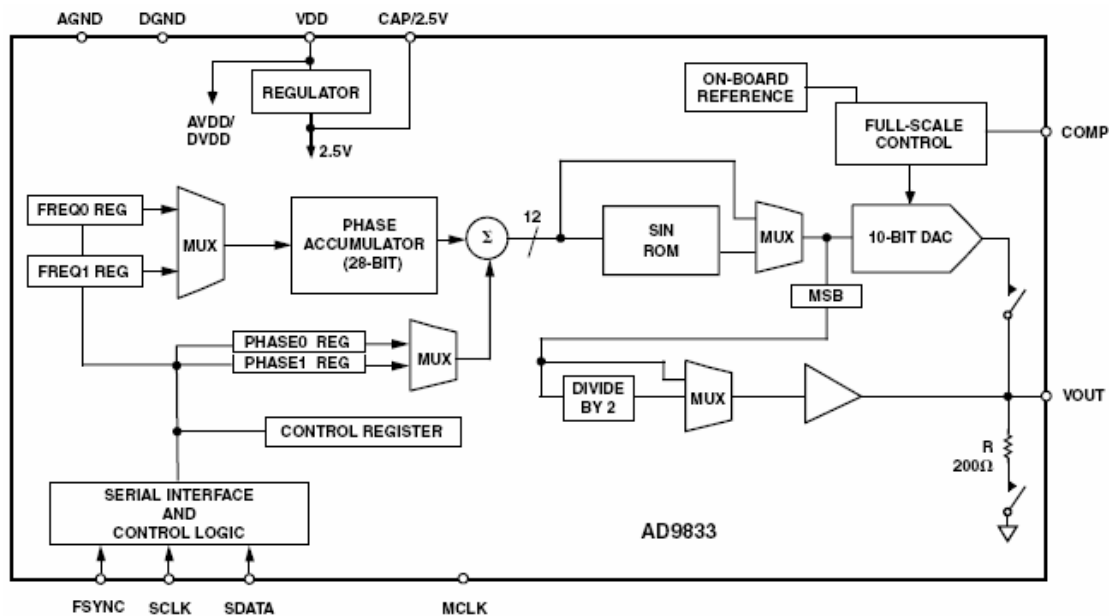 AGND
DGND
VDD
CAP/2.5V
REGULATOR
AVDD/
DVDD
2.5V
ON-BOARD
REFERENCE
FULL-SCALE
CONTROL
COMP
FREQ0 REG
FREQ1 REG
MUX
PHASE
ACCUMULATOR
(28-BIT)
Σ
12
SIN
ROM
MUX
10-BIT DAC
MSB
PHASE0 REG
PHASE1 REG
MUX
DIVIDE
BY 2
MUX
VOUT
R
200Ω
CONTROL REGISTER
SERIAL INTERFACE
AND
CONTROL LOGIC
AD9833
FSYNC
SCLK
SDATA
MCLK